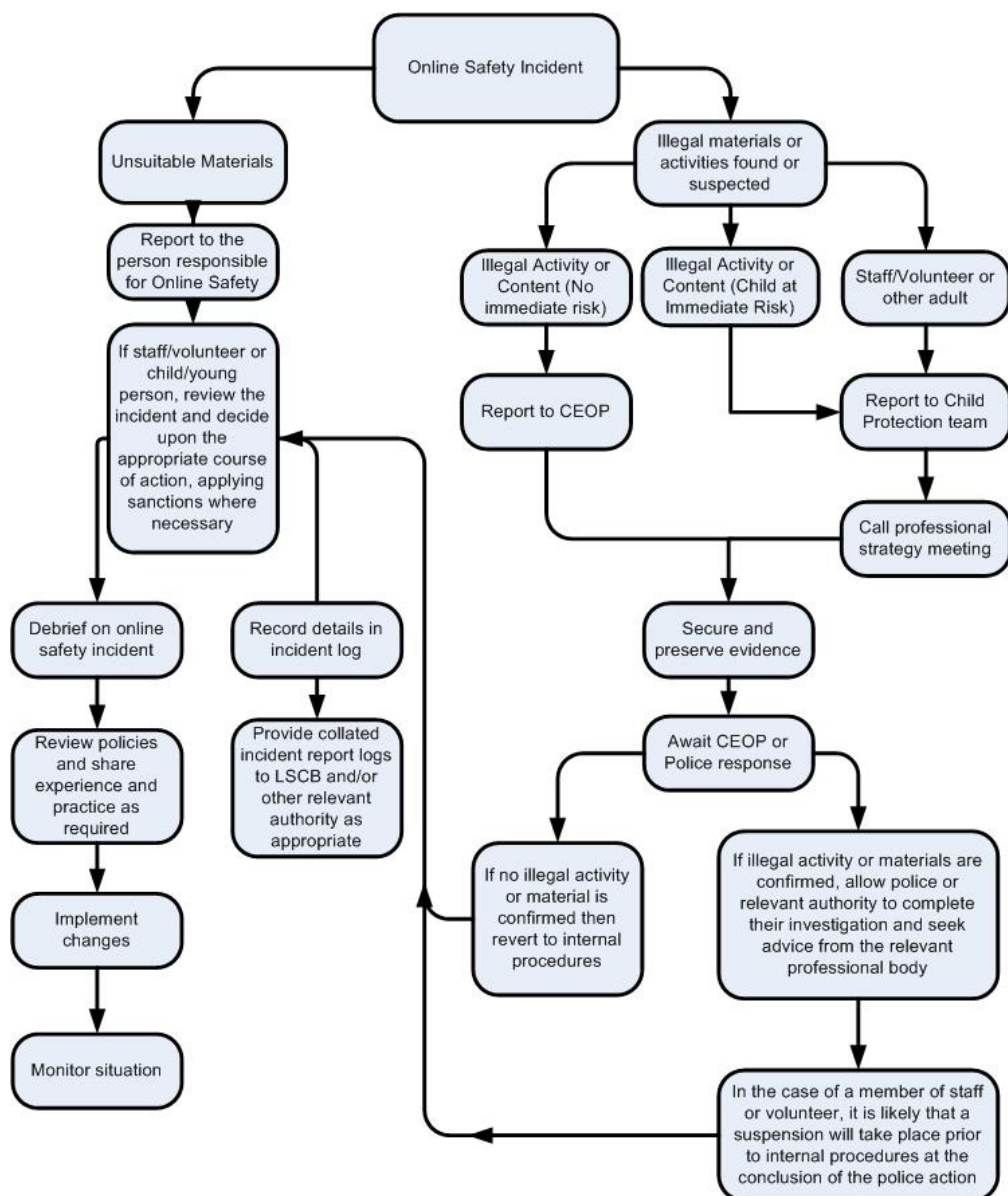 Online Safety Incident
Unsuitable Materials
Illegal materials or
activities found or
suspected
Report to the
person responsible
for Online Safety
Illegal Activity or
Content (No
immediate risk)
Illegal Activity or
Content (Child at
Immediate Risk)
Staff/Volunteer or
other adult
If staff/volunteer or
child/young
person, review the
incident and decide
upon the
appropriate course
of action, applying
sanctions where
necessary
Report to CEOP
Report to Child
Protection team
Call professional
strategy meeting
Debrief on online
safety incident
Record details in
incident log
Secure and
preserve evidence
Review policies
and share
experience and
practice as
required
Provide collated
incident report logs
to LSCB and/or
other relevant
authority as
appropriate
Await CEOP or
Police response
If no illegal activity
or material is
confirmed then
revert to internal
procedures
If illegal activity or materials are
confirmed, allow police or
relevant authority to complete
their investigation and seek
advice from the relevant
professional body
Implement
changes
Monitor situation
In the case of a member of staff
or volunteer, it is likely that a
suspension will take place prior
to internal procedures at the
conclusion of the police action